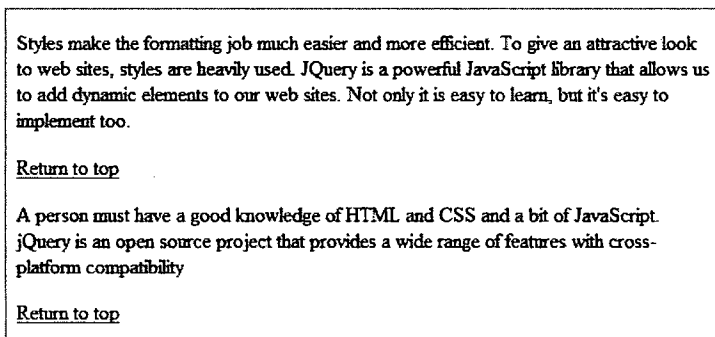 Styles make the formatting job much easier and more efficient. To give an attractive look
to web sites, styles are heavily used. JQuery is a powerful JavaScript library that allows us
to add dynamic elements to our web sites. Not only it is easy to learn, but it's easy to
implement too.
Return to top
A person must have a good knowledge of HTML and CSS and a bit of JavaScript.
jQuery is an open source project that provides a wide range of features with cross-
platform compatibility
Return to top